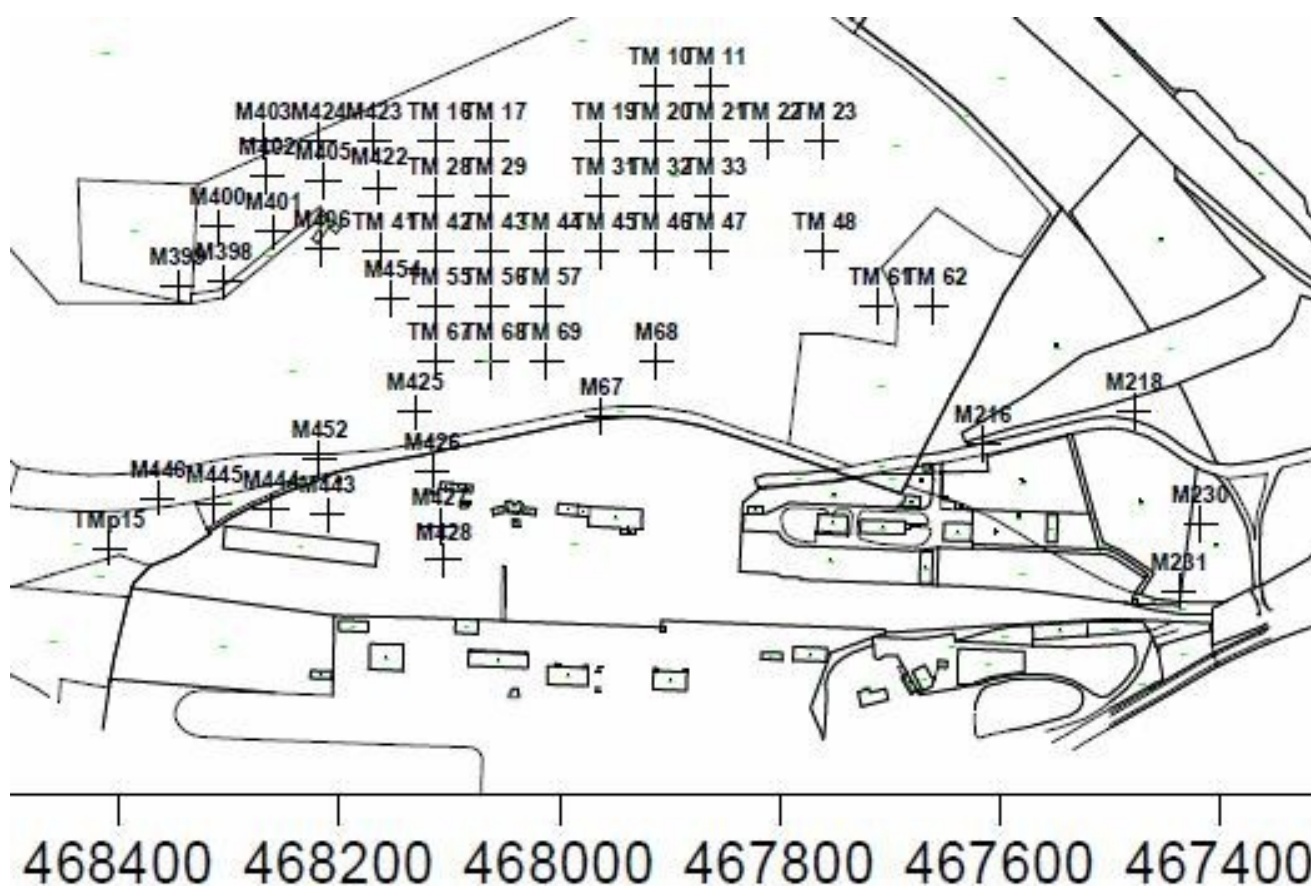 TM 10 TM 11
M403 M424 M423 TM 16 TM 17 TM 19 TM 20 TM 21 TM 22 TM 23
M402 M405 M422 TM 28 TM 29 TM 31 TM 32 TM 33
M400 M401 M406 TM 41 TM 42 TM 43 TM 44 TM 45 TM 46 TM 47 TM 48
M398 M454 TM 55 TM 56 TM 57 TM 61 TM 62
TM 67 TM 68 TM 69 M68
M425 M67 M218
M452 M426 M216
M446 M445 M444 M443 M427 M230
TMp15 M428
M231
468400 468200 468000 467800 467600 467400